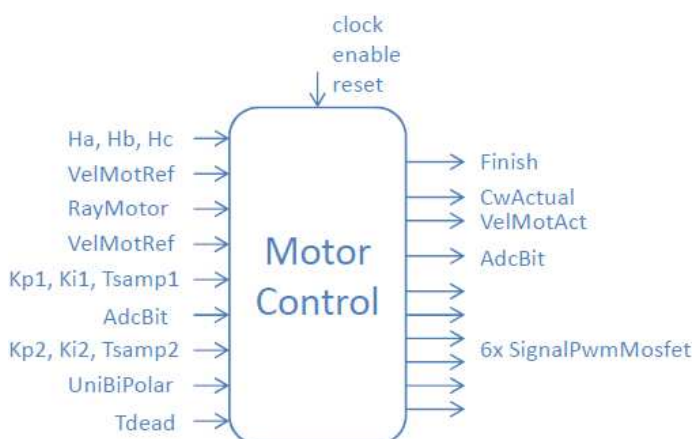 clock
enable
reset
Ha, Hb, Hc
VelMotRef
RayMotor
VelMotRef
Kp1, Ki1, Tsamp1
AdcBit
Kp2, Ki2, Tsamp2
UniBiPolar
Tdead
Motor
Control
Finish
CwActual
VelMotAct
AdcBit
6x SignalPwmMosfet